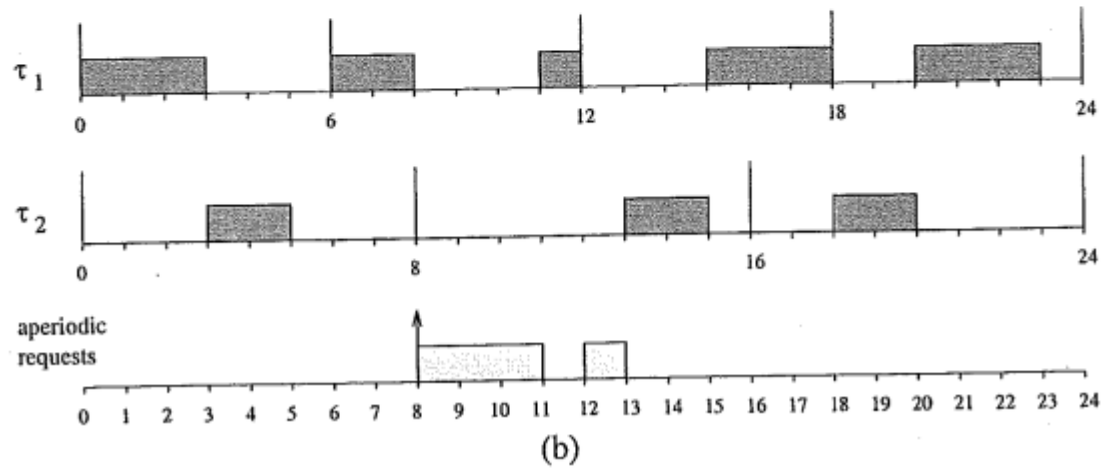 τ 1
0 6 12 18 24
τ 2
0 8 16 24
aperiodic
requests
0 1 2 3 4 5 6 7 8 9 10 11 12 13 14 15 16 17 18 19 20 21 22 23 24
(b)